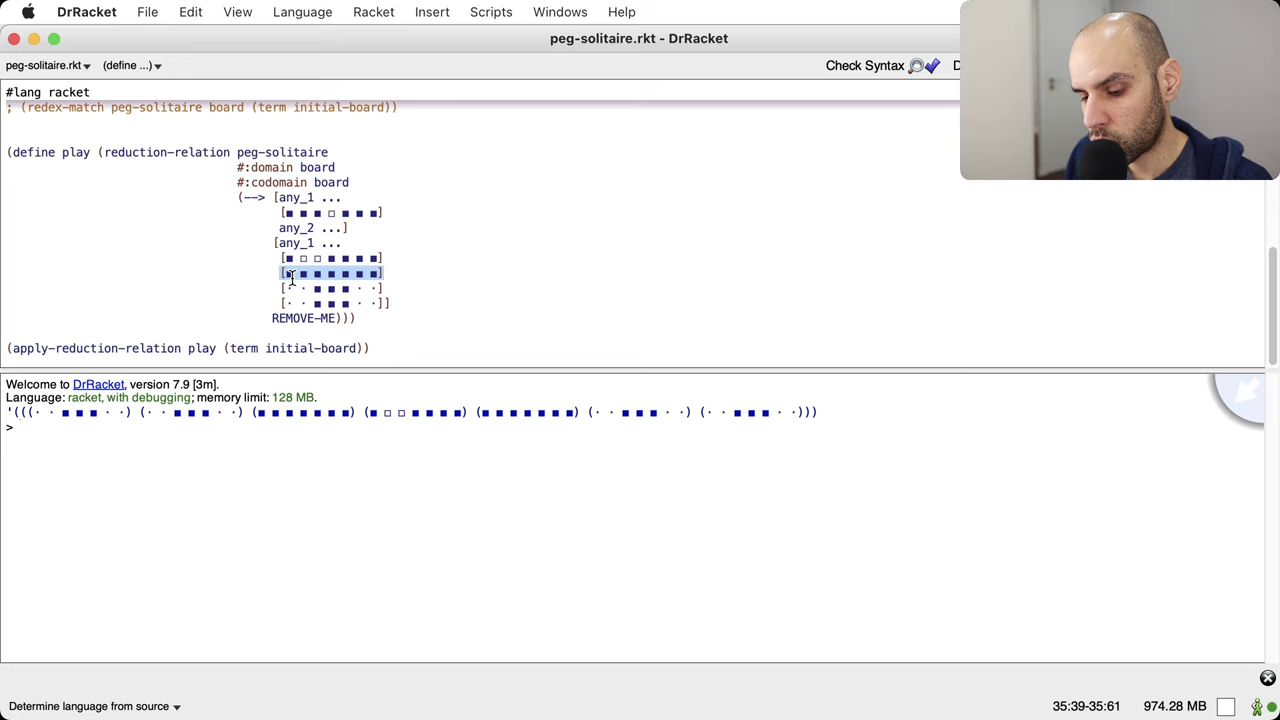 DrRacket File Edit View Language Racket Insert Scripts Windows Help
peg-solitaire.rkt - DrRacket
peg-solitaire.rkt (define ...) Check Syntax D
#lang racket
; (redex-match peg-solitaire board (term initial-board))
(define play (reduction-relation peg-solitaire
#:domain board
#:codomain board
(--> [any_1 ...
[■ ■ ■ □ ■ ■ ■]
any_2 ...]
[any_1 ...
[■ □ □ ■ ■ ■ ■]
[■ ■ ■ ■ ■ ■ ■]
[· · ■ ■ ■ · ·]
[· · ■ ■ ■ · ·]]
REMOVE-ME)))
(apply-reduction-relation play (term initial-board))
Welcome to DrRacket, version 7.9 [3m].
Language: racket, with debugging; memory limit: 128 MB.
'(((· · ■ ■ ■ · ·) (· · ■ ■ ■ · ·) (■ ■ ■ ■ ■ ■ ■) (■ □ □ ■ ■ ■ ■) (■ ■ ■ ■ ■ ■ ■) (· · ■ ■ ■ · ·) (· · ■ ■ ■ · ·)))
>
Determine language from source 35:39-35:61 974.28 MB